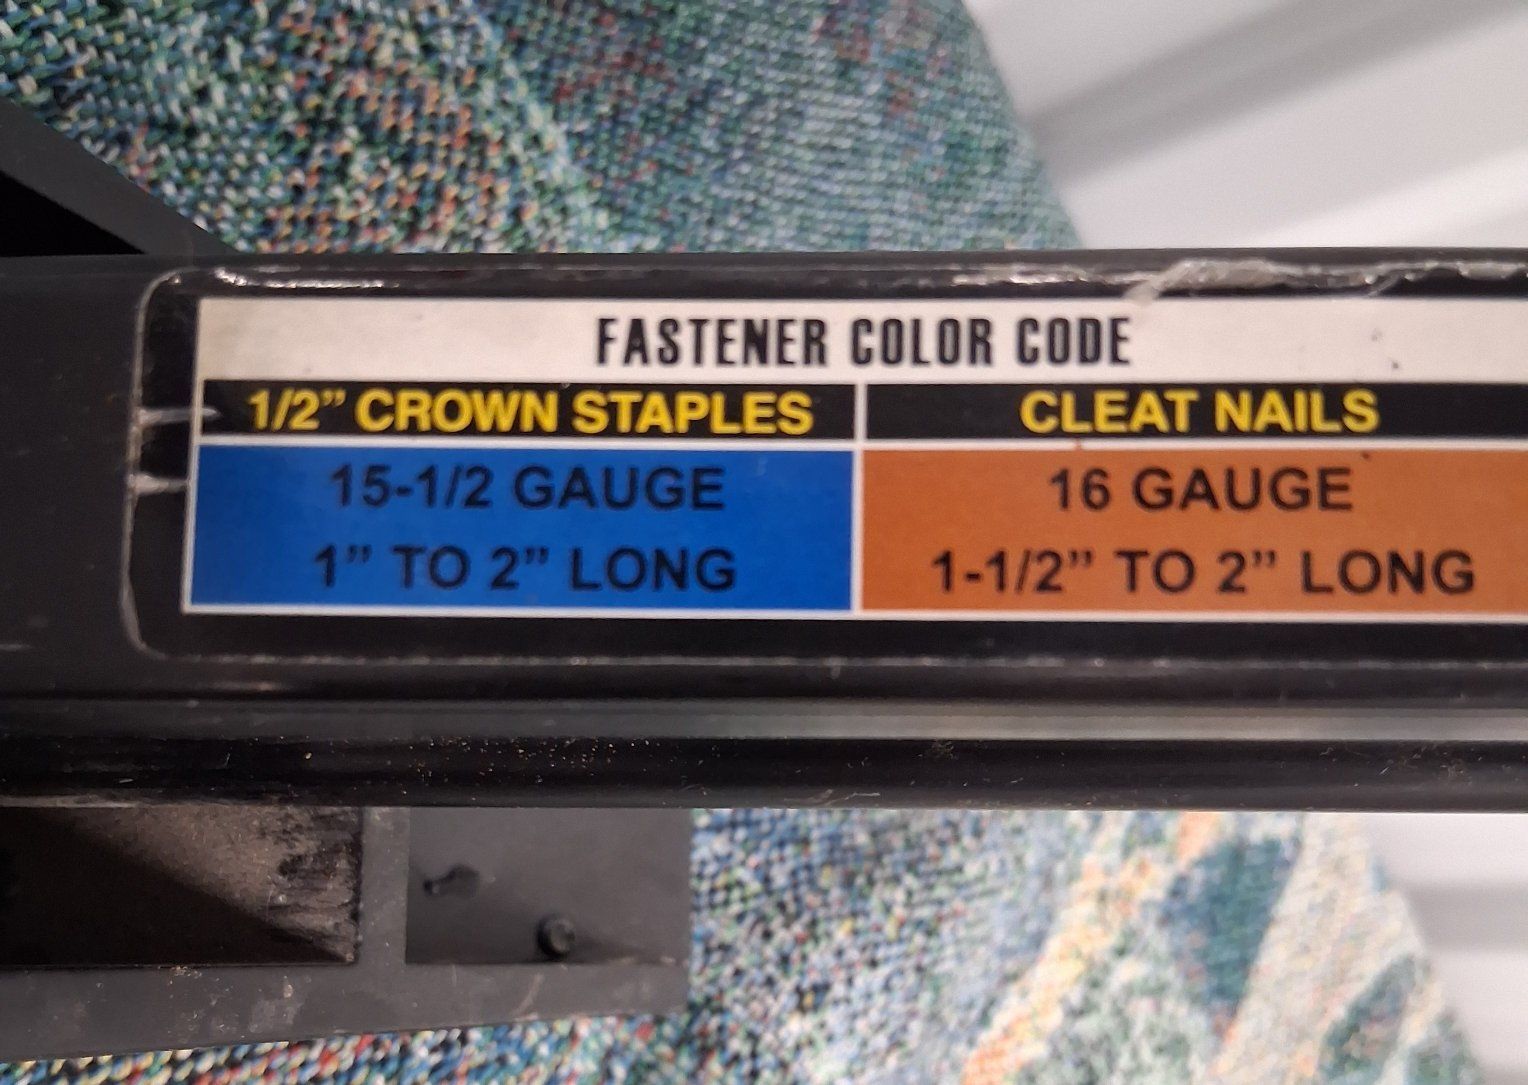 FASTENER COLOR CODE
1/2” CROWN STAPLES CLEAT NAILS
15-1/2 GAUGE 16 GAUGE
1” TO 2” LONG 1-1/2” TO 2” LONG